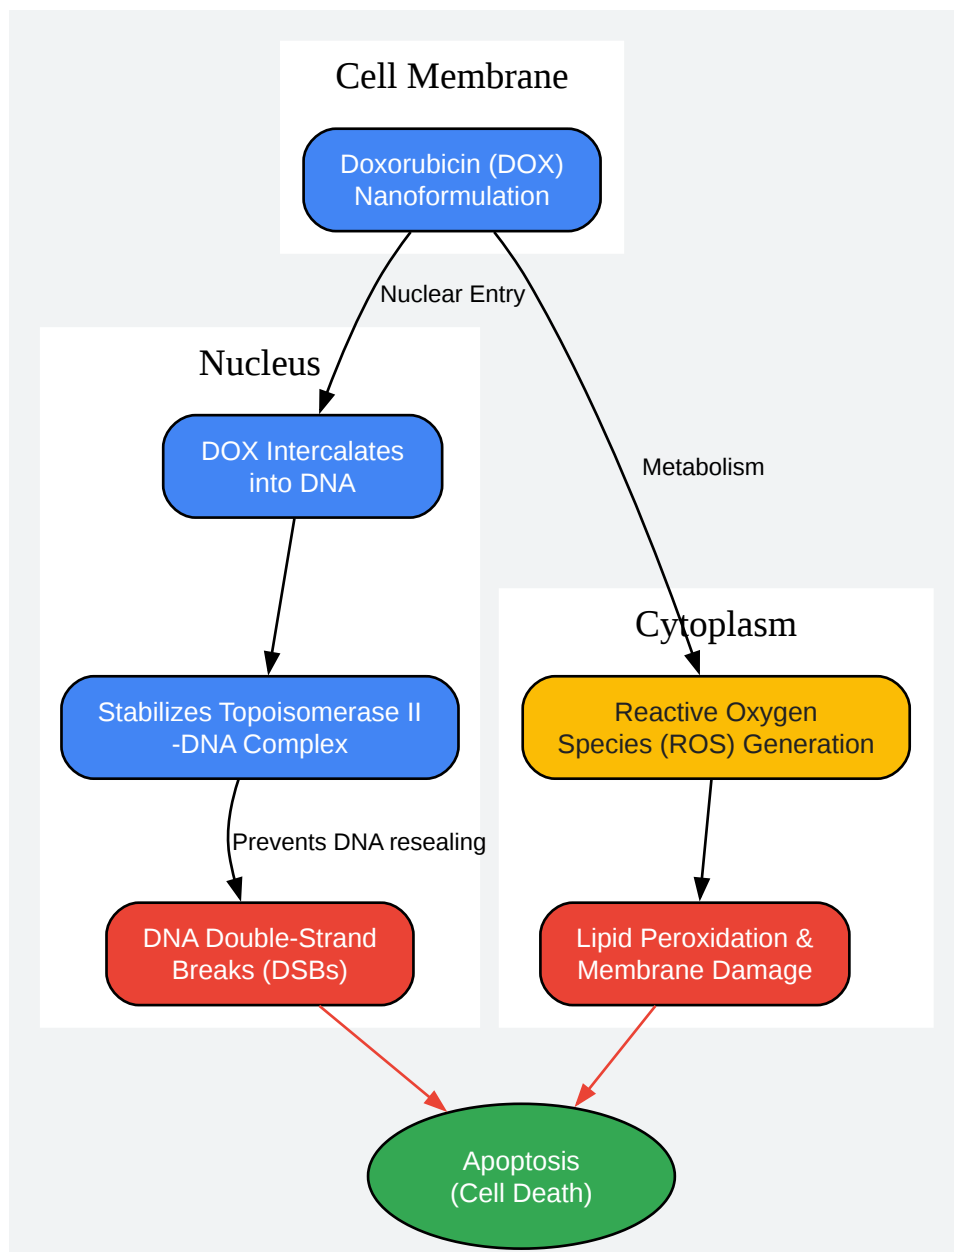 Cell Membrane
Doxorubicin (DOX)
Nanoformulation
Nuclear Entry
Nucleus
DOX Intercalates
into DNA
Metabolism
Cytoplasm
Stabilizes Topoisomerase II
-DNA Complex
Reactive Oxygen
Species (ROS) Generation
Prevents DNA resealing
DNA Double-Strand
Breaks (DSBs)
Lipid Peroxidation &
Membrane Damage
Apoptosis
(Cell Death)